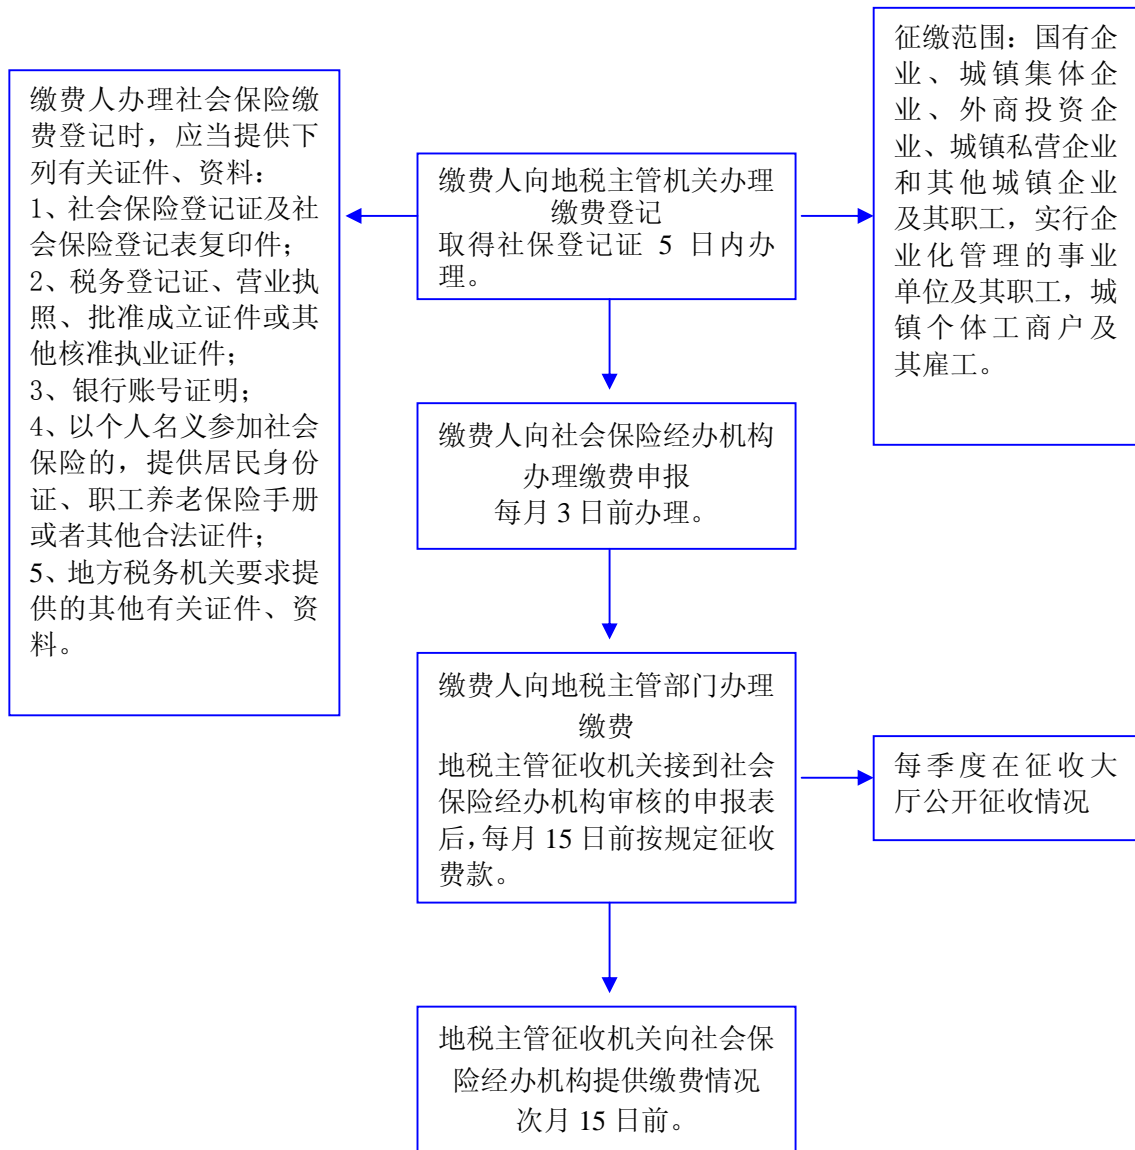 缴费人办理社会保险缴
费登记时，应当提供下
列有关证件、资料：
1、社会保险登记证及社
会保险登记表复印件；
2、税务登记证、营业执
照、批准成立证件或其
他核准执业证件；
3、银行账号证明；
4、以个人名义参加社会
保险的，提供居民身份
证、职工养老保险手册
或者其他合法证件；
5、地方税务机关要求提
供的其他有关证件、资
料。
缴费人向地税主管机关办理
缴费登记
取得社保登记证 5 日内办
理。
征缴范围：国有企
业、城镇集体企
业、外商投资企
业、城镇私营企业
和其他城镇企业
及其职工，实行企
业化管理的事业
单位及其职工，城
镇个体工商户及
其雇工。
缴费人向社会保险经办机构
办理缴费申报
每月 3 日前办理。
缴费人向地税主管部门办理
缴费
地税主管征收机关接到社会
保险经办机构审核的申报表
后，每月 15 日前按规定征收
费款。
每季度在征收大
厅公开征收情况
地税主管征收机关向社会保
险经办机构提供缴费情况
次月 15 日前。